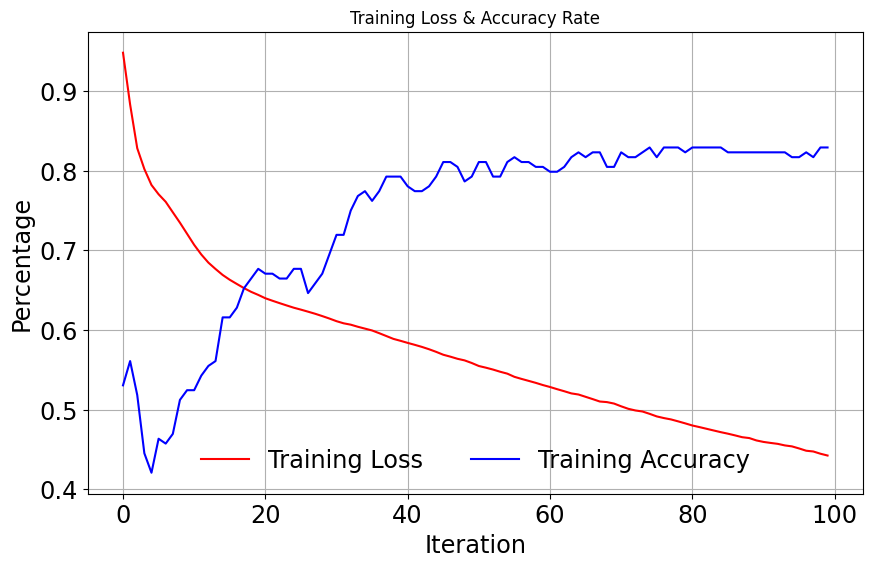 Training Loss & Accuracy Rate
Percentage
0.9
0.8
0.7
0.6
0.5
0.4
Training Loss
Training Accuracy
0 20 40 60 80 100
Iteration